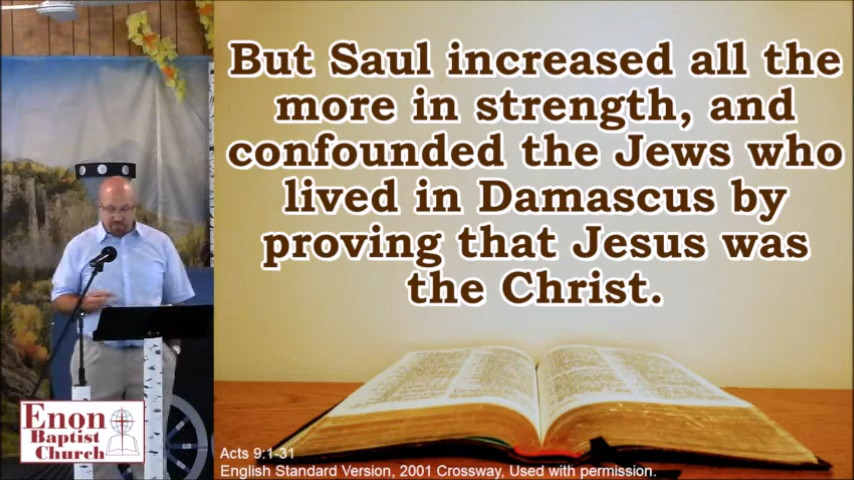 But Saul increased all the
more in strength, and
confounded the Jews who
lived in Damascus by
proving that Jesus was
the Christ.
Enon
Baptist
Church
Acts 9:1-31
English Standard Version, 2001 Crossway, Used with permission.